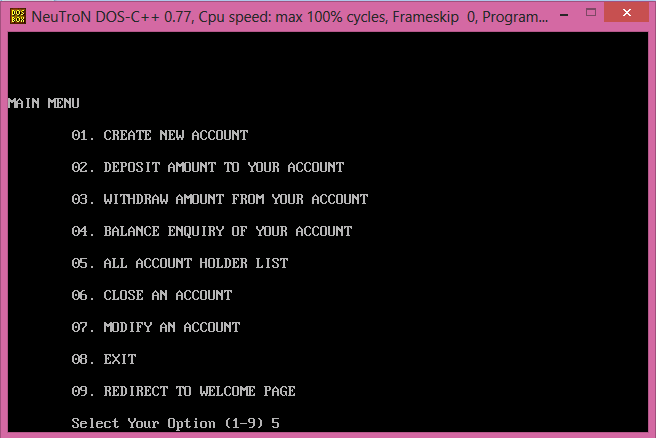 DOS BOX
NeuTroN DOS-C++ 0.77, Cpu speed: max 100% cycles, Frameskip 0, Program...
MAIN MENU
01. CREATE NEW ACCOUNT
02. DEPOSIT AMOUNT TO YOUR ACCOUNT
03. WITHDRAW AMOUNT FROM YOUR ACCOUNT
04. BALANCE ENQUIRY OF YOUR ACCOUNT
05. ALL ACCOUNT HOLDER LIST
06. CLOSE AN ACCOUNT
07. MODIFY AN ACCOUNT
08. EXIT
09. REDIRECT TO WELCOME PAGE
Select Your Option (1-9) 5